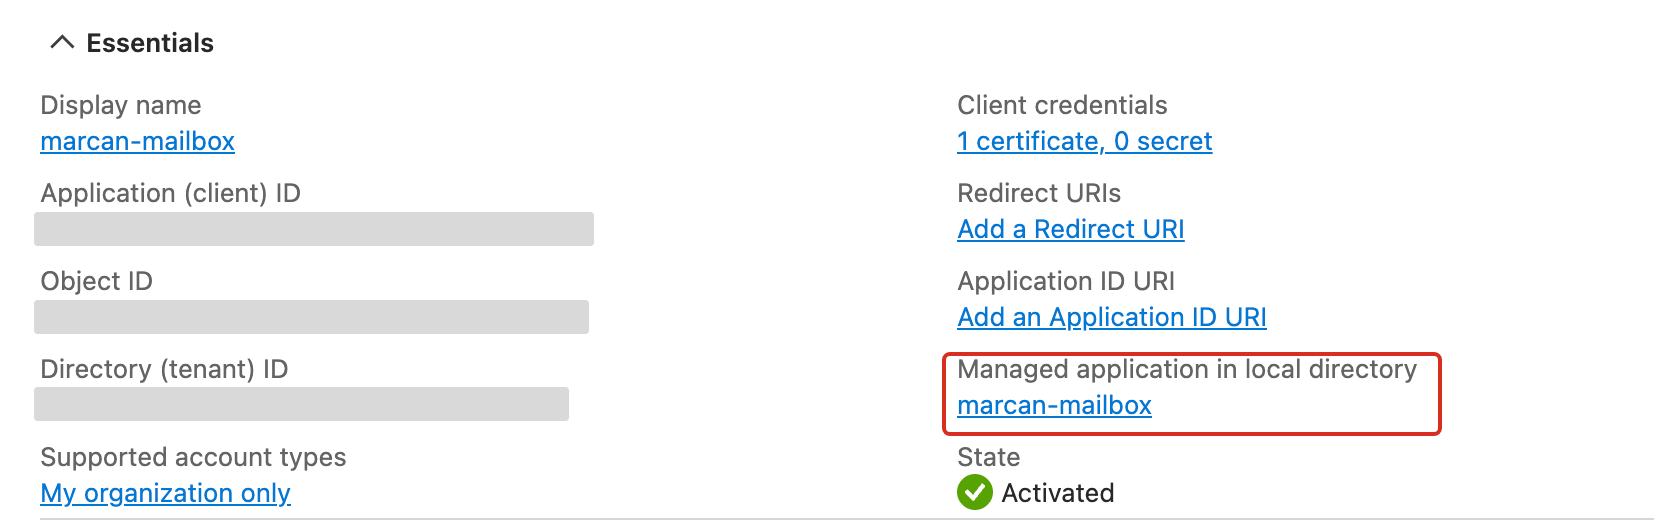 Essentials
Display name
marcan-mailbox
Application (client) ID
Object ID
Directory (tenant) ID
Supported account types
My organization only
Client credentials
1 certificate, 0 secret
Redirect URIs
Add a Redirect URI
Application ID URI
Add an Application ID URI
Managed application in local directory
marcan-mailbox
State
Activated